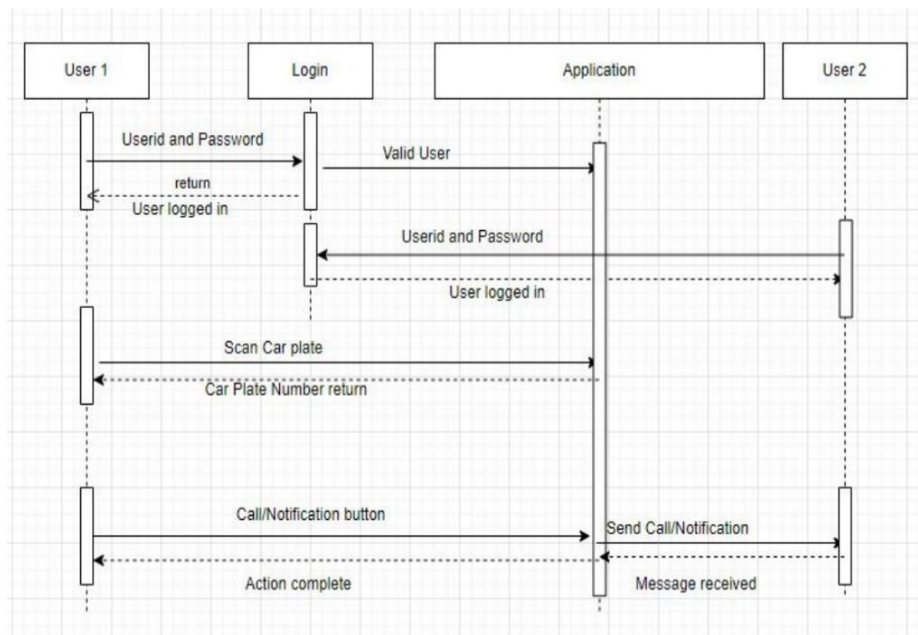 User 1
Login
Application
User 2
Userid and Password
Valid User
return
User logged in
Userid and Password
User logged in
Scan Car plate
Car Plate Number return
Call/Notification button
Send Call/Notification
Action complete
Message received